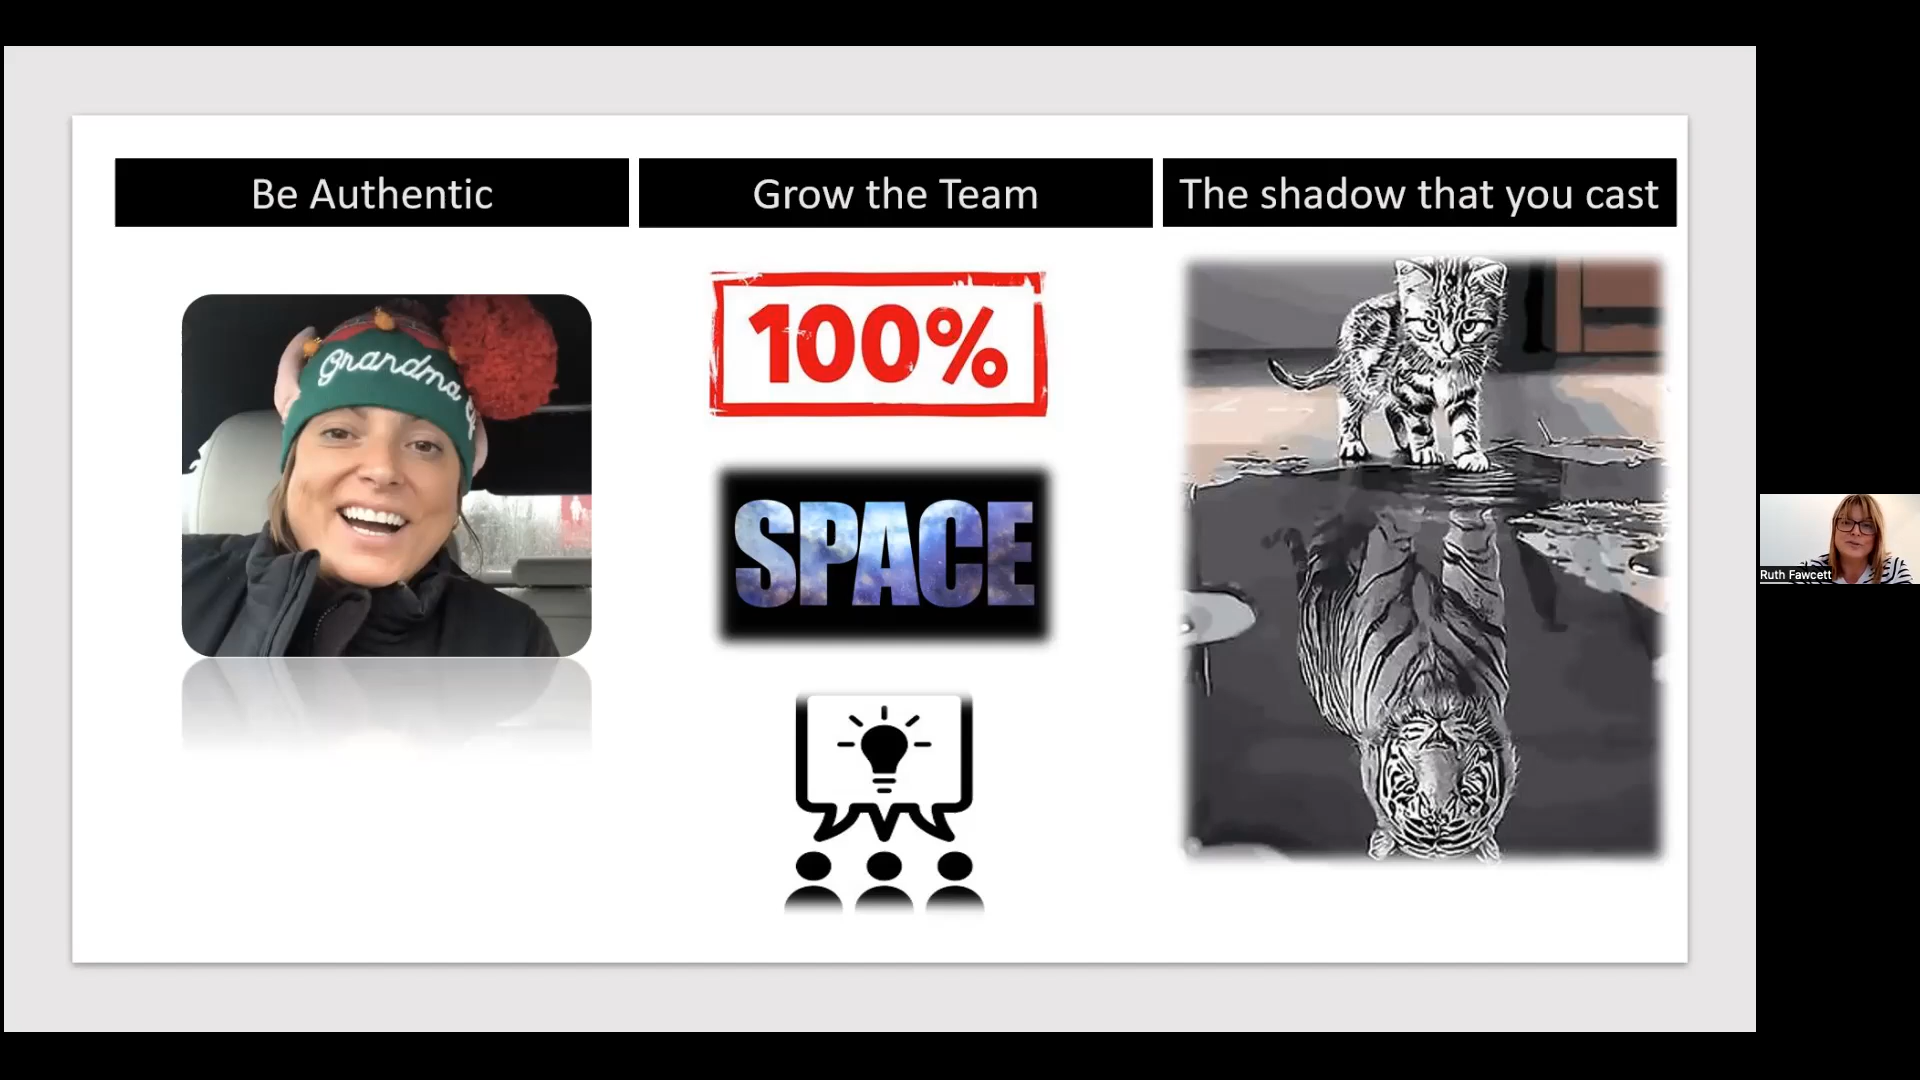 Be Authentic
Grow the Team
The shadow that you cast
Grandma
100%
SPACE
Ruth Fawcett